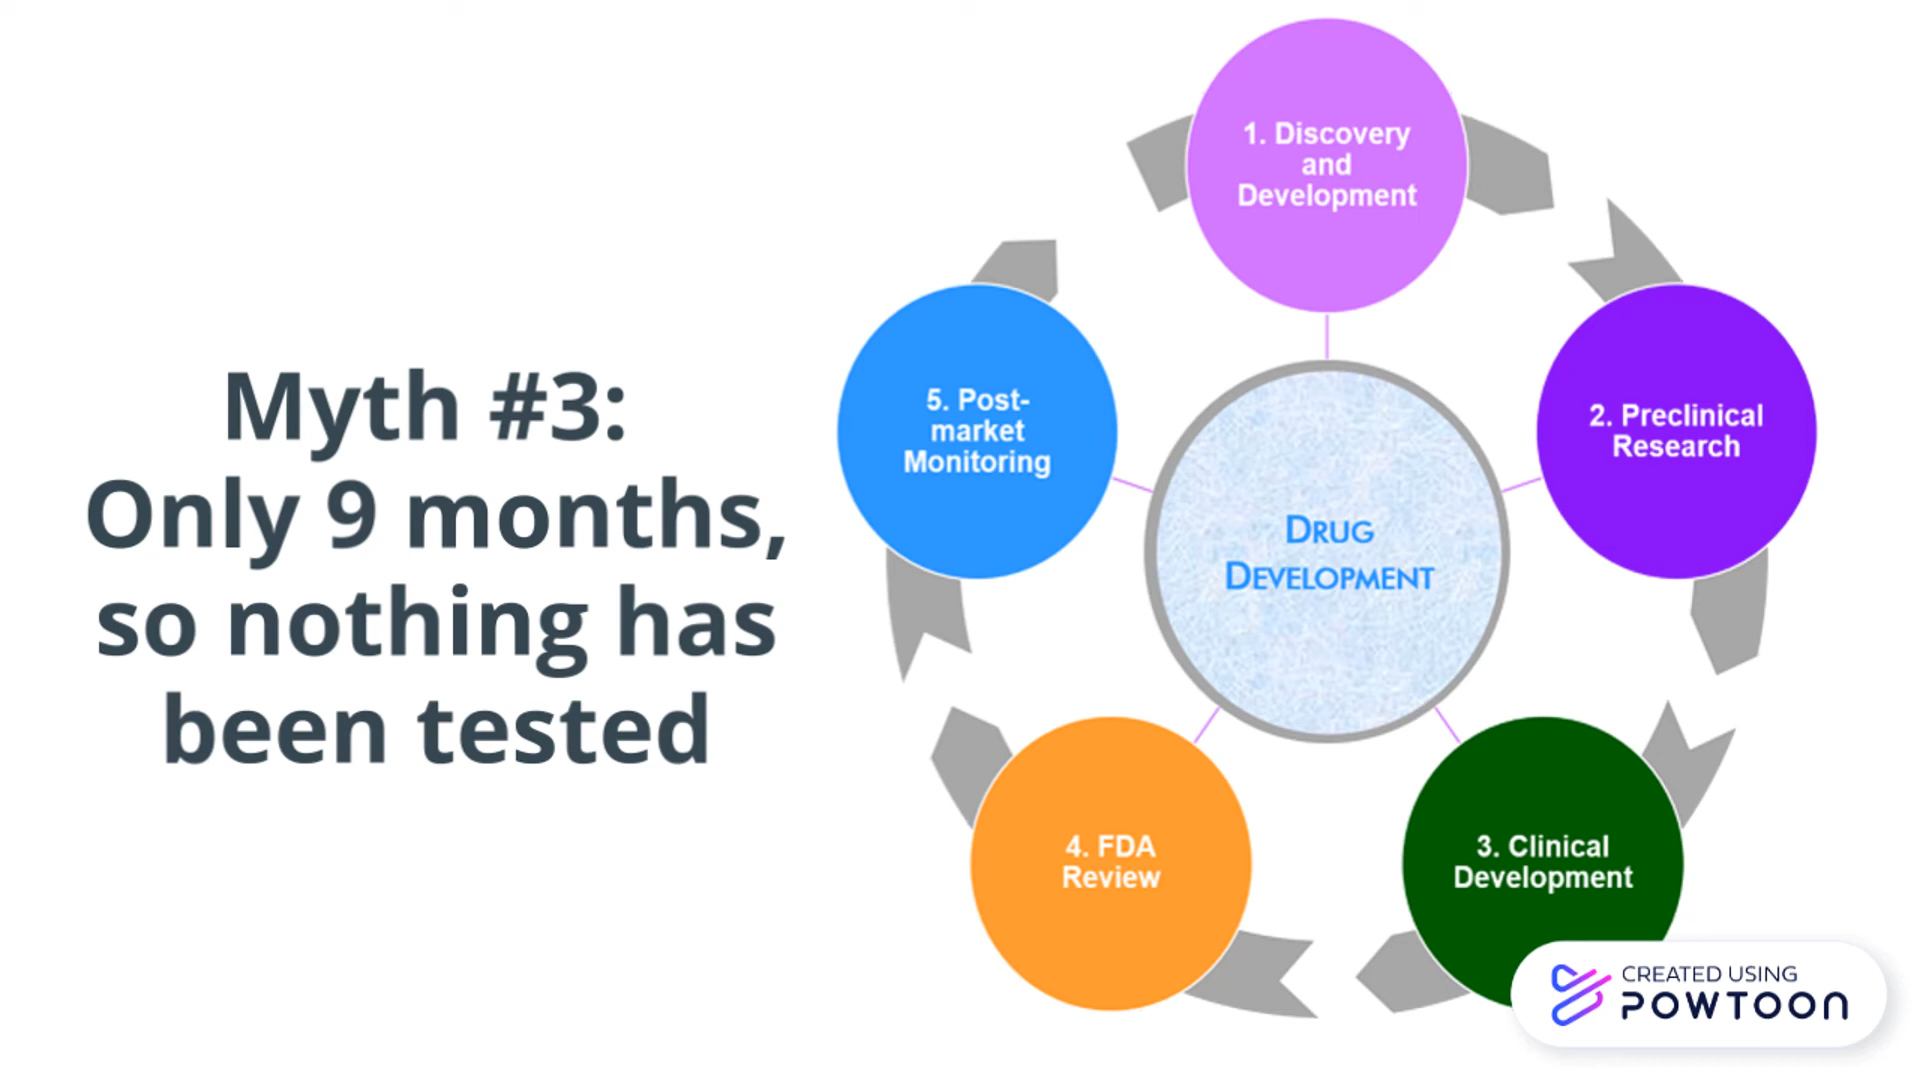 Myth #3:
Only 9 months,
so nothing has
been tested
1. Discovery
and
Development
2. Preclinical
Research
3. Clinical
Development
4. FDA
Review
5. Post-
market
Monitoring
DRUG
DEVELOPMENT
CREATED USING
POWTOON